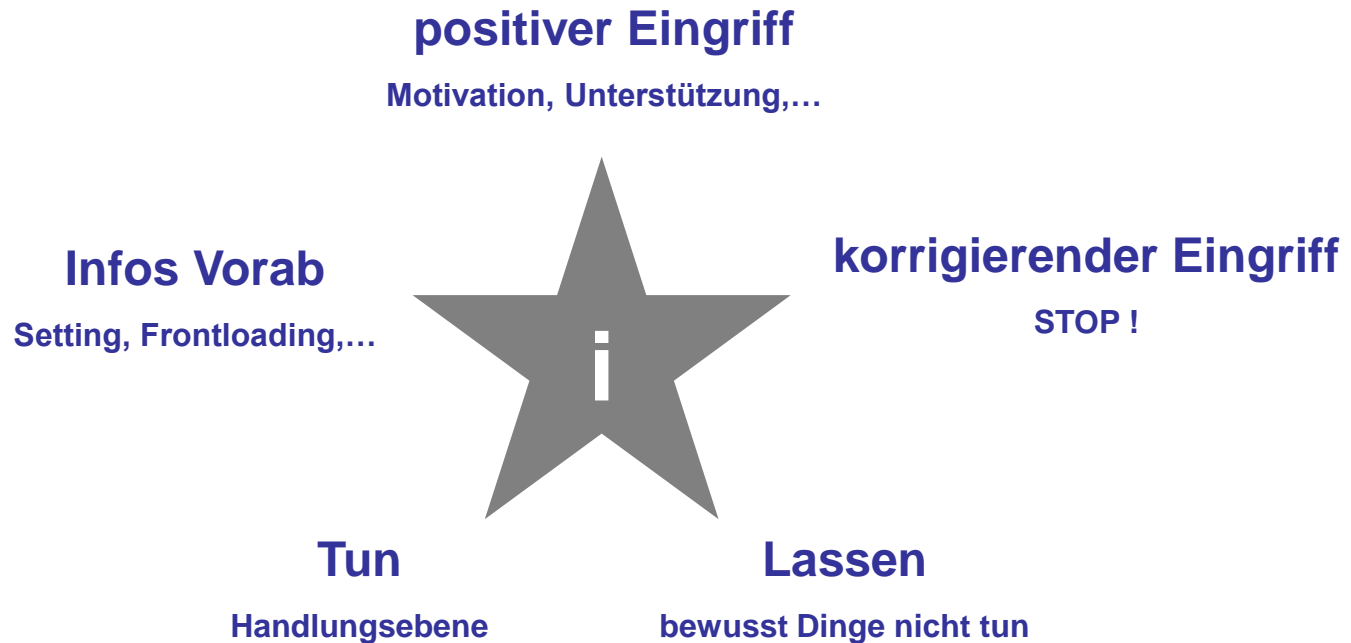 positiver Eingriff
Motivation, Unterstützung,…
Infos Vorab
Setting, Frontloading,…
korrigierender Eingriff
STOP !
i
Tun
Handlungsebene
Lassen
bewusst Dinge nicht tun